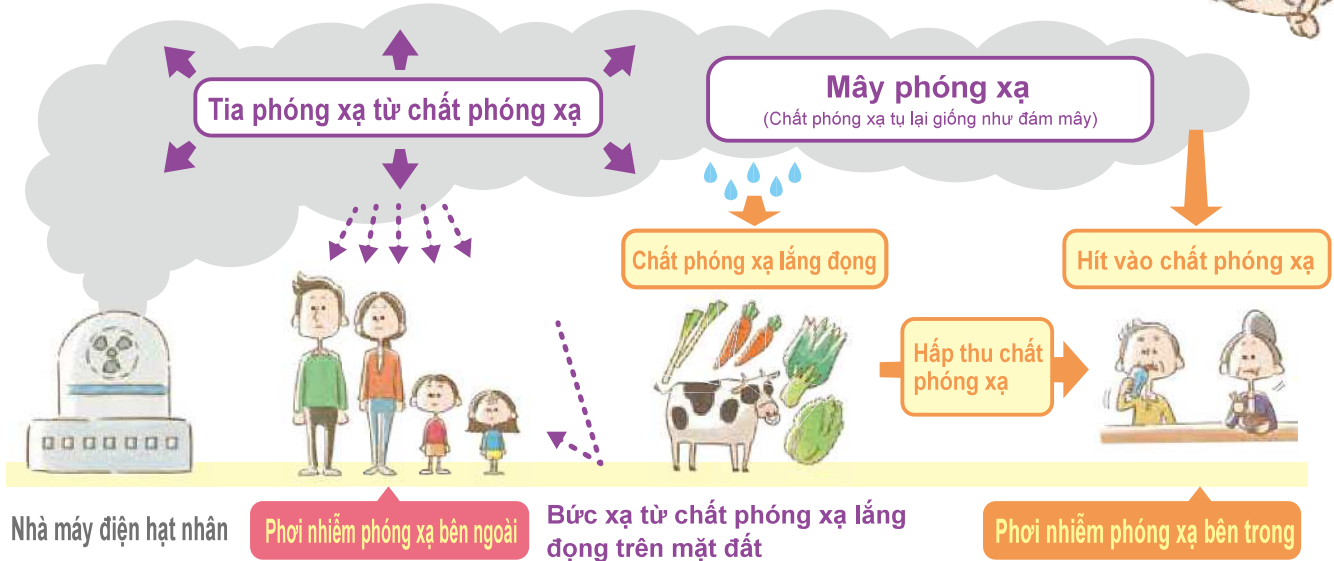 Tia phóng xạ từ chất phóng xạ
Mây phóng xạ
(Chất phóng xạ tụ lại giống như đám mây)
Chất phóng xạ lắng đọng
Hít vào chất phóng xạ
Hấp thu chất
phóng xạ
Nhà máy điện hạt nhân
Phơi nhiễm phóng xạ bên ngoài
Bức xạ từ chất phóng xạ lắng
đọng trên mặt đất
Phơi nhiễm phóng xạ bên trong